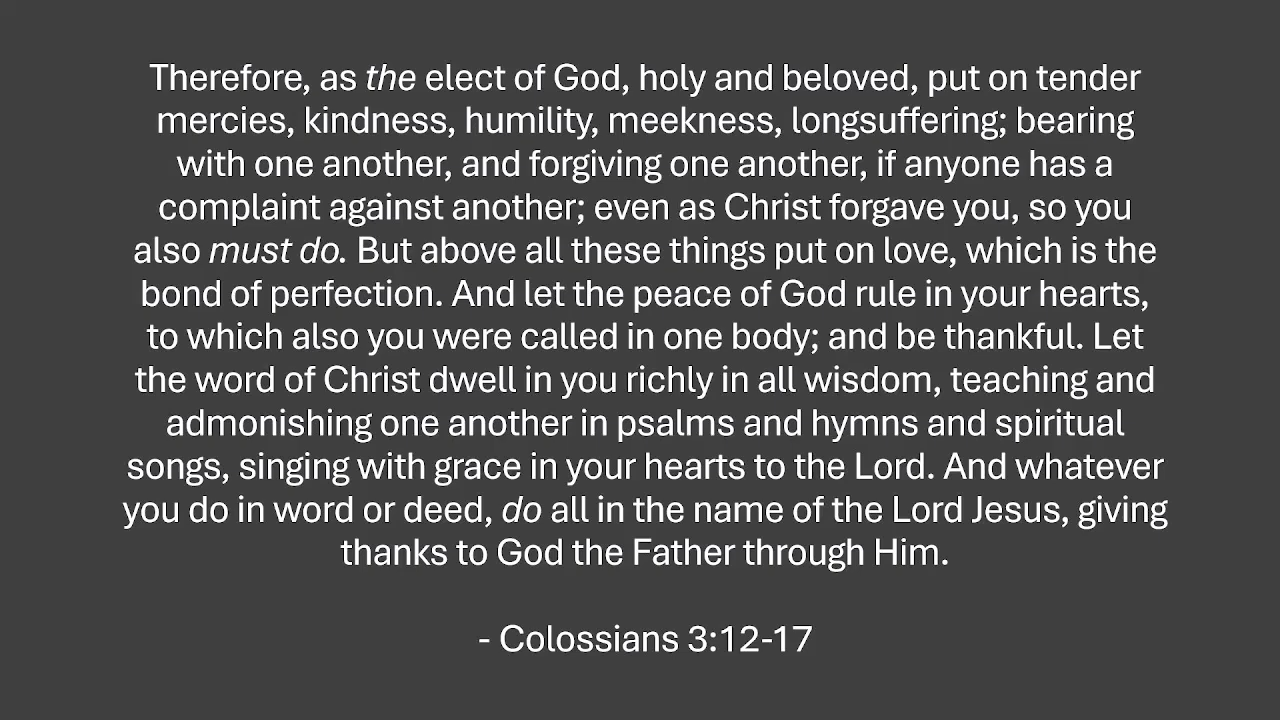 Therefore, as the elect of God, holy and beloved, put on tender
mercies, kindness, humility, meekness, longsuffering; bearing
with one another, and forgiving one another, if anyone has a
complaint against another; even as Christ forgave you, so you
also must do. But above all these things put on love, which is the
bond of perfection. And let the peace of God rule in your hearts,
to which also you were called in one body; and be thankful. Let
the word of Christ dwell in you richly in all wisdom, teaching and
admonishing one another in psalms and hymns and spiritual
songs, singing with grace in your hearts to the Lord. And whatever
you do in word or deed, do all in the name of the Lord Jesus, giving
thanks to God the Father through Him.
- Colossians 3:12-17